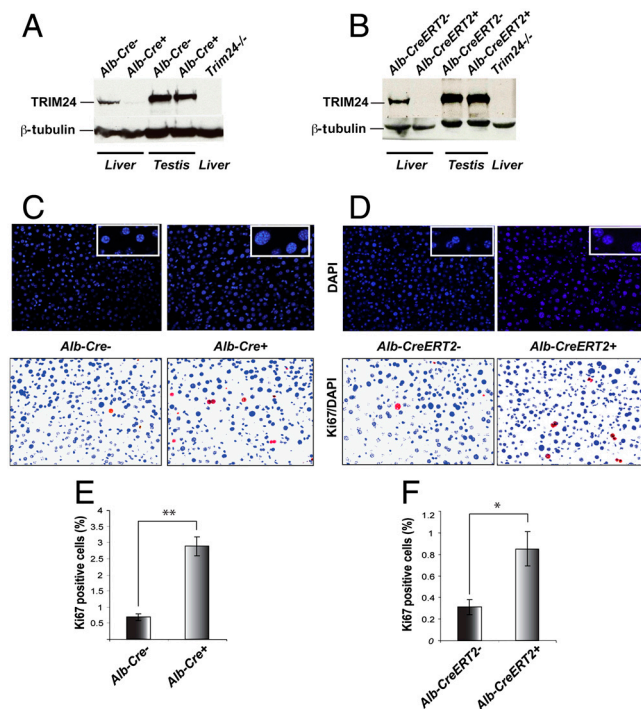 A
Alb-Cre-
Alb-Cre+
Alb-Cre-
Alb-Cre+
Trim24-/-
TRIM24
β-tubulin
Liver
Testis
Liver
B
Alb-CreERT2-
Alb-CreERT2+
Alb-CreERT2-
Alb-CreERT2+
Trim24-/-
TRIM24
β-tubulin
Liver
Testis
Liver
C
Alb-Cre-
Alb-Cre+
D
DAPI
Alb-CreERT2-
Alb-CreERT2+
Ki67/DAPI
E
Ki67 positive cells (%)
4
3.5
3
2.5
2
1.5
1
0.5
**
Alb-Cre-
Alb-Cre+
F
Ki67 positive cells (%)
1.2
1
0.8
0.6
0.4
0.2
0
*
Alb-CreERT2-
Alb-CreERT2+